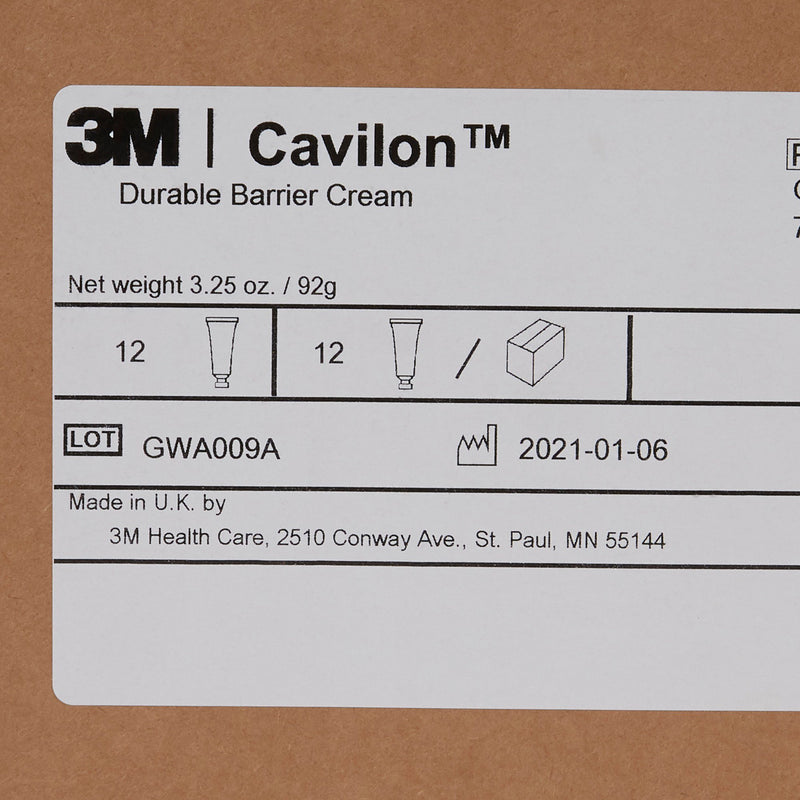 3M | Cavilon™
Durable Barrier Cream
Net weight 3.25 oz. / 92g
12 12 /
LOT GWA009A 2021-01-06
Made in U.K. by
3M Health Care, 2510 Conway Ave., St. Paul, MN 55144